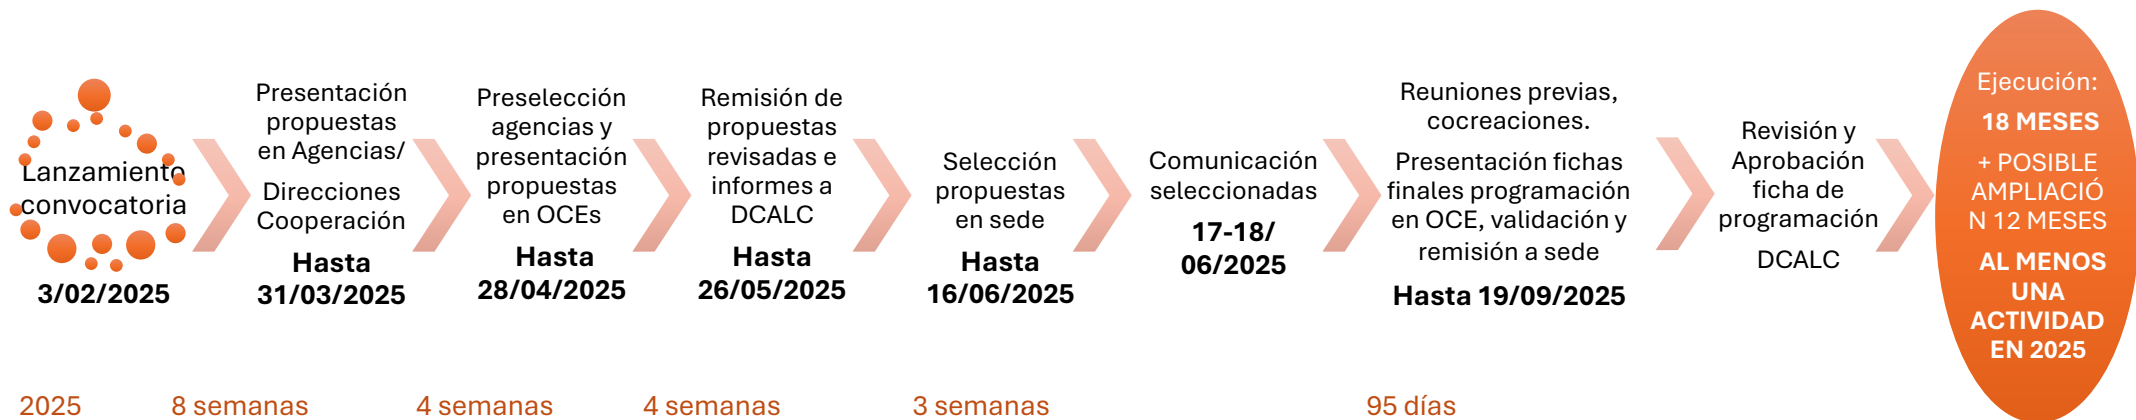 Lanzamiento
convocatoria
3/02/2025
Presentación
propuestas
en Agencias/
Direcciones
Cooperación
Hasta
31/03/2025
Preselección
agencias y
presentación
propuestas
en OCEs
Hasta
28/04/2025
Remisión de
propuestas
revisadas e
informes a
DCALC
Hasta
26/05/2025
Selección
propuestas
en sede
Hasta
16/06/2025
Comunicación
seleccionadas
17-18/
06/2025
Reuniones previas,
cocreaciones.
Presentación fichas
finales programación
en OCE, validación y
remisión a sede
Hasta 19/09/2025
Revisión y
Aprobación
ficha de
programación
DCALC
Ejecución:
18 MESES
+ POSIBLE
AMPLIACIÓ
N 12 MESES
AL MENOS
UNA
ACTIVIDAD
EN 2025
2025
8 semanas
4 semanas
4 semanas
3 semanas
95 días